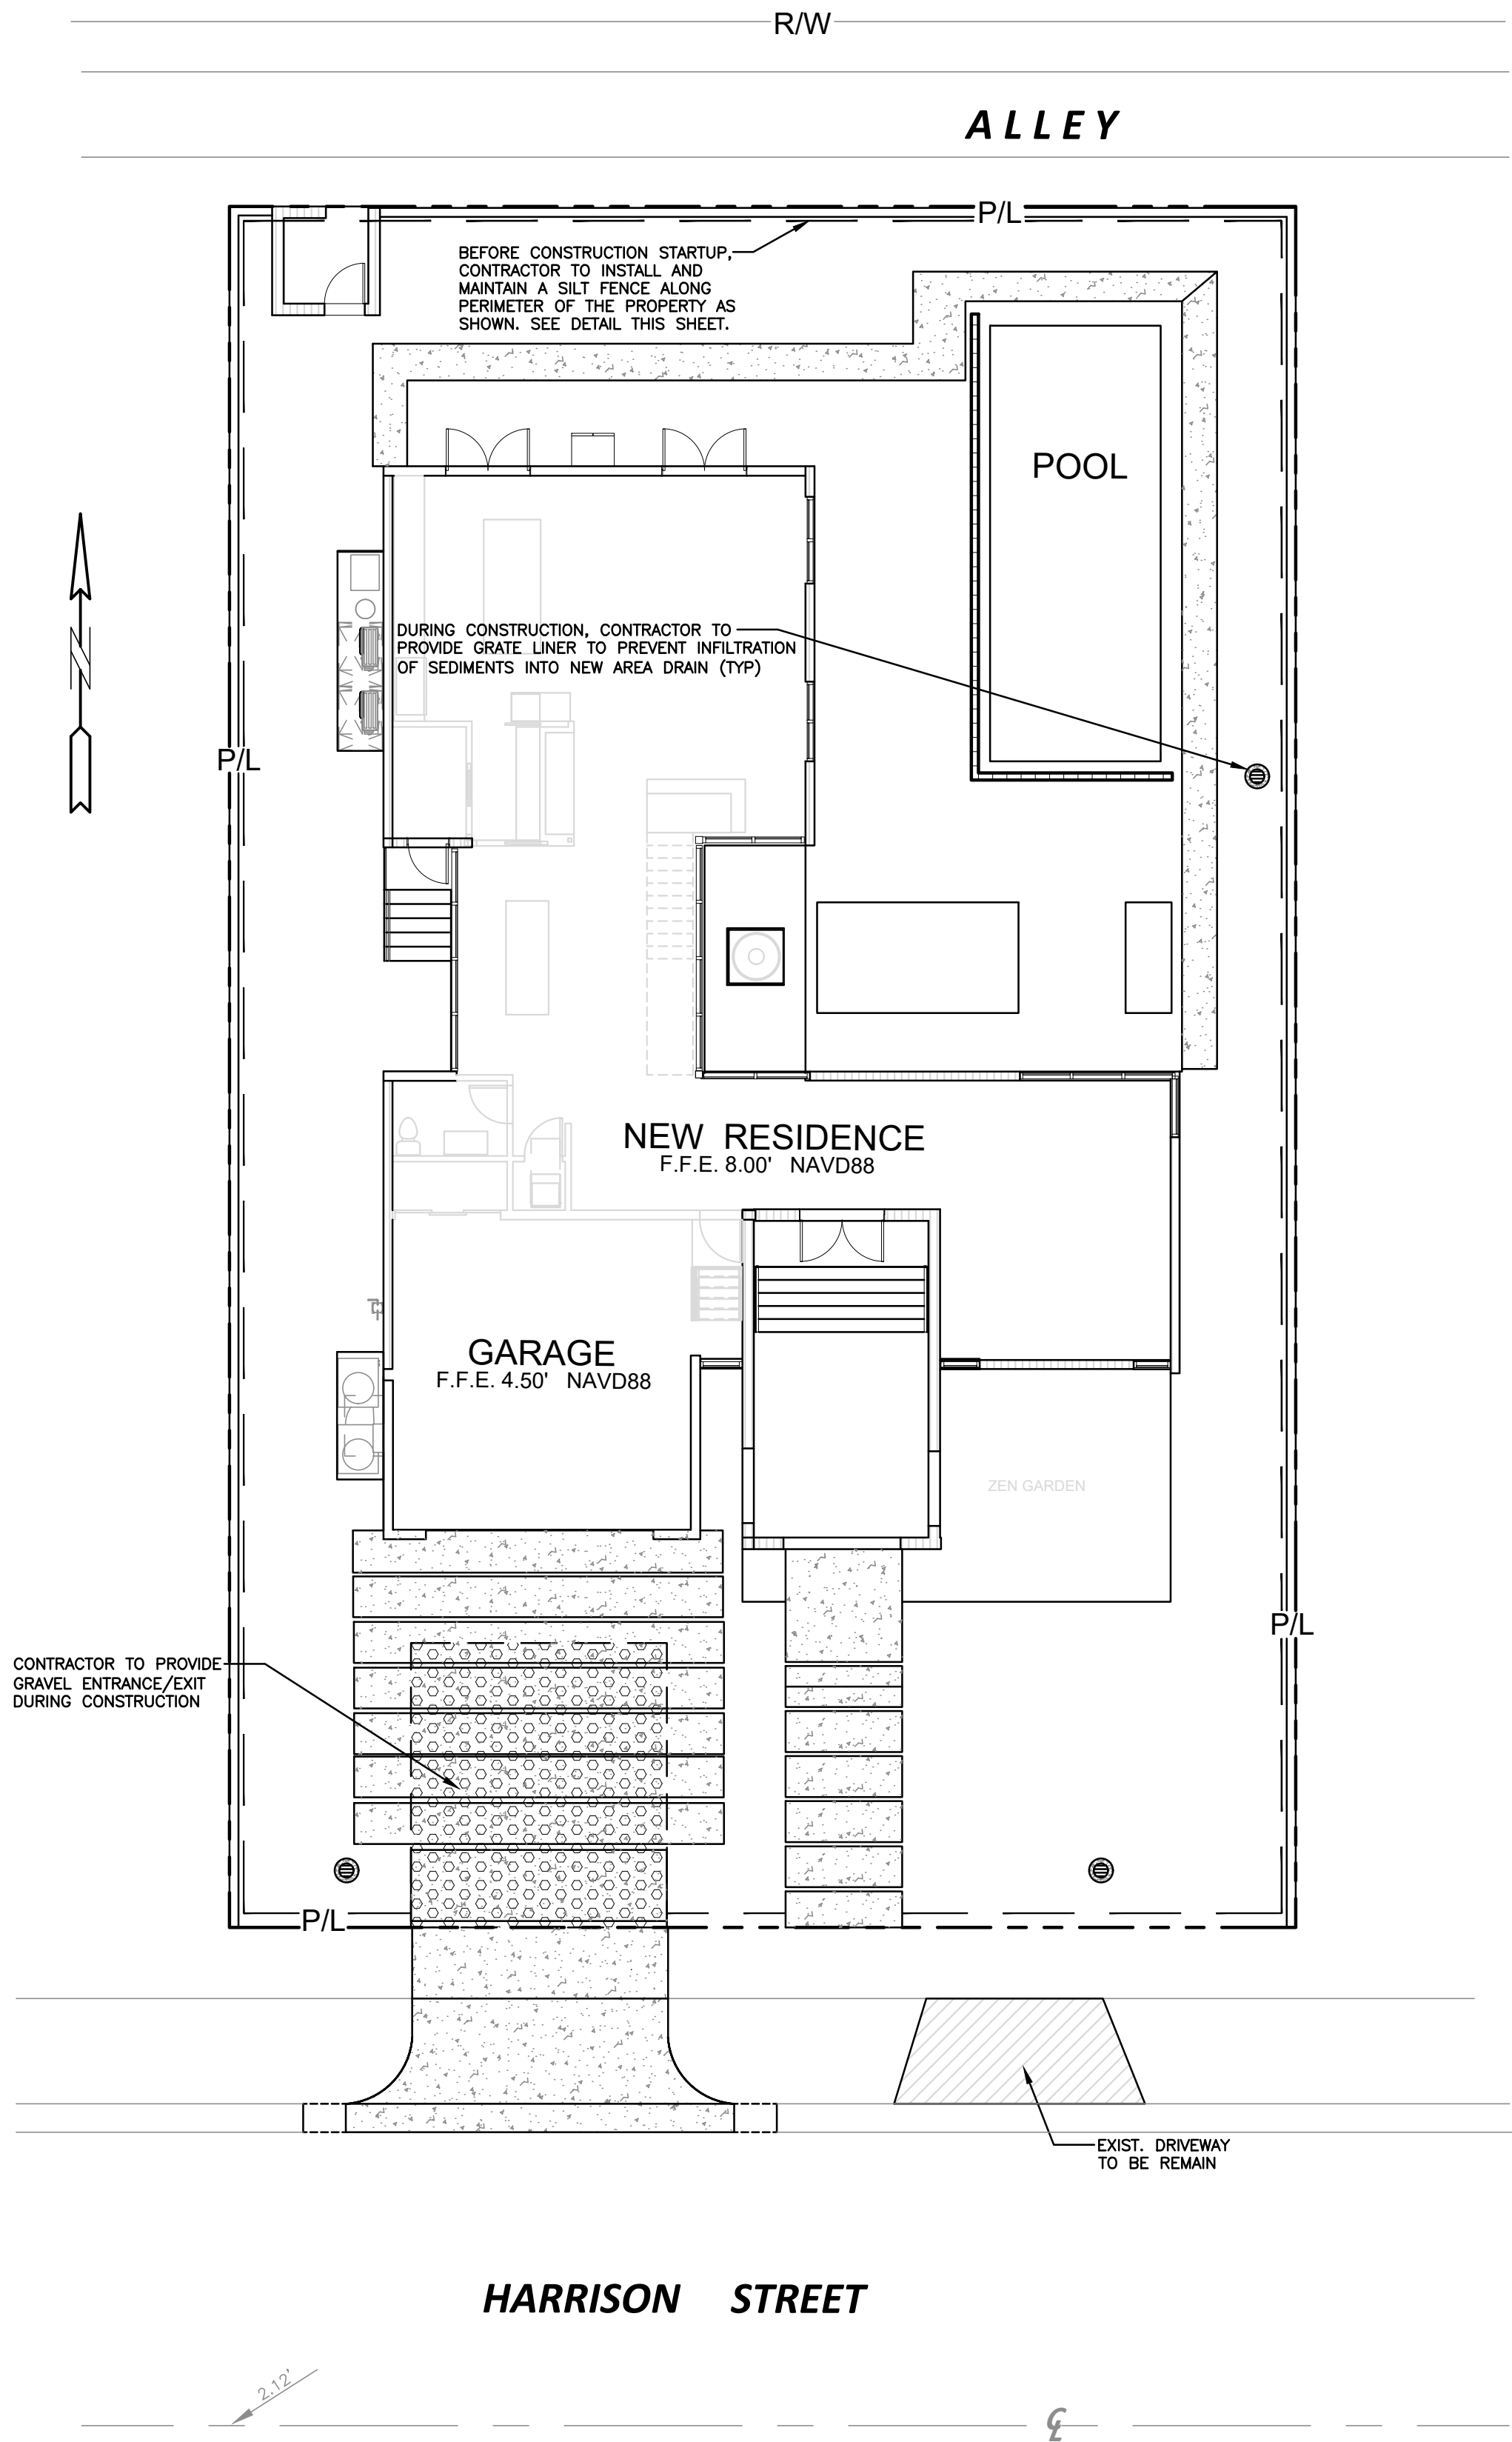 R/W
ALLEY
P/L
BEFORE CONSTRUCTION STARTUP,
CONTRACTOR TO INSTALL AND
MAINTAIN A SILT FENCE ALONG
PERIMETER OF THE PROPERTY AS
SHOWN. SEE DETAIL THIS SHEET.
POOL
N
DURING CONSTRUCTION, CONTRACTOR TO
PROVIDE GRATE LINER TO PREVENT INFILTRATION
OF SEDIMENTS INTO NEW AREA DRAIN (TYP)
P/L
NEW RESIDENCE
F.F.E. 8.00' NAVD88
GARAGE
F.F.E. 4.50' NAVD88
ZEN GARDEN
P/L
CONTRACTOR TO PROVIDE
GRAVEL ENTRANCE/EXIT
DURING CONSTRUCTION
P/L
EXIST. DRIVEWAY
TO BE REMAIN
HARRISON STREET
2.12'
℄